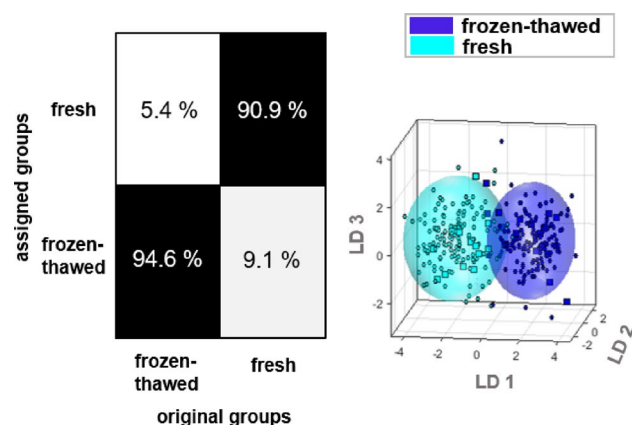 frozen-thawed
fresh
assigned groups
fresh
frozen-
thawed
5.4 %
90.9 %
94.6 %
9.1 %
frozen-
thawed
fresh
original groups
LD 3
4
2
0
-2
-4
-2
0
2
4
LD 1
-2
0
2
LD 2